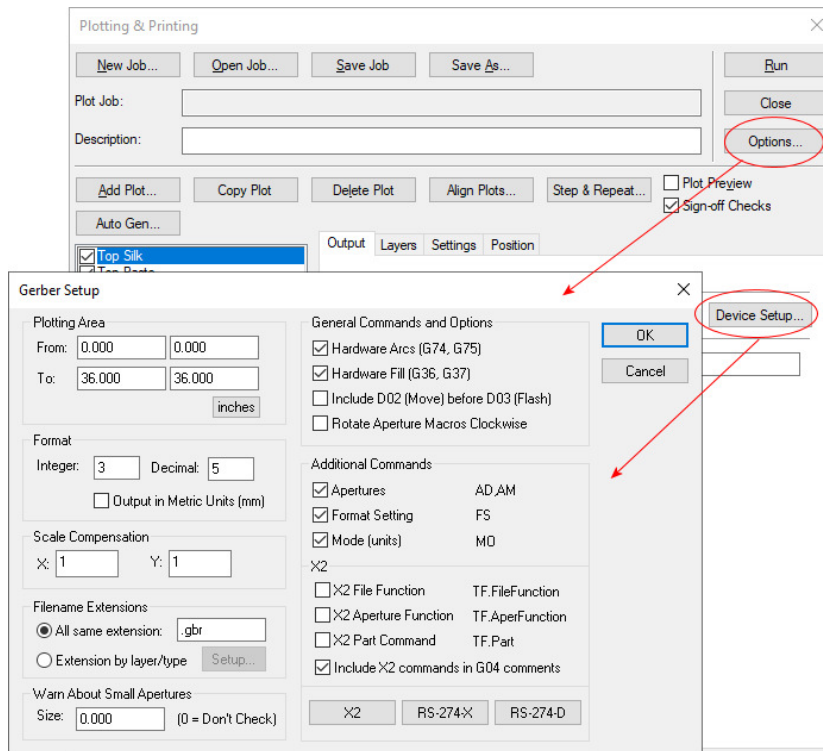 Plotting & Printing
New Job... Open Job... Save Job Save As... Run
Plot Job: Close
Description: Options...
Add Plot... Copy Plot Delete Plot Align Plots... Step & Repeat... Plot Preview
Sign-off Checks
Auto Gen...
Output Layers Settings Position
Top Silk
Top Paste
Gerber Setup
Device Setup...
Plotting Area General Commands and Options OK
From: 0.000 0.000 Hardware Arcs (G74, G75)
To: 36.000 36.000 Hardware Fill (G36, G37) Cancel
inches Include D02 (Move) before D03 (Flash)
Rotate Aperture Macros Clockwise
Format
Integer: 3 Decimal: 5 Additional Commands
Apertures AD,AM
Output in Metric Units (mm) Format Setting FS
Scale Compensation Mode (units) MO
X: 1 Y: 1 X2
X2 File Function TF.FileFunction
Filename Extensions X2 Aperture Function TF.AperFunction
All same extension: .gbr X2 Part Command TF.Part
Extension by layer/type Setup... Include X2 commands in G04 comments
Warn About Small Apertures
Size: 0.000 (0 = Don't Check) X2 RS-274-X RS-274-D